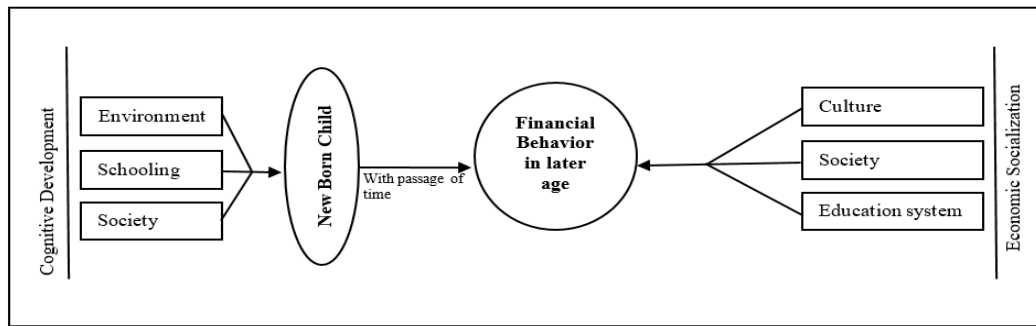 Cognitive Development
Environment
Schooling
Society
New Born Child
With passage of
time
Financial
Behavior
in later
age
Culture
Society
Education system
Economic Socialization